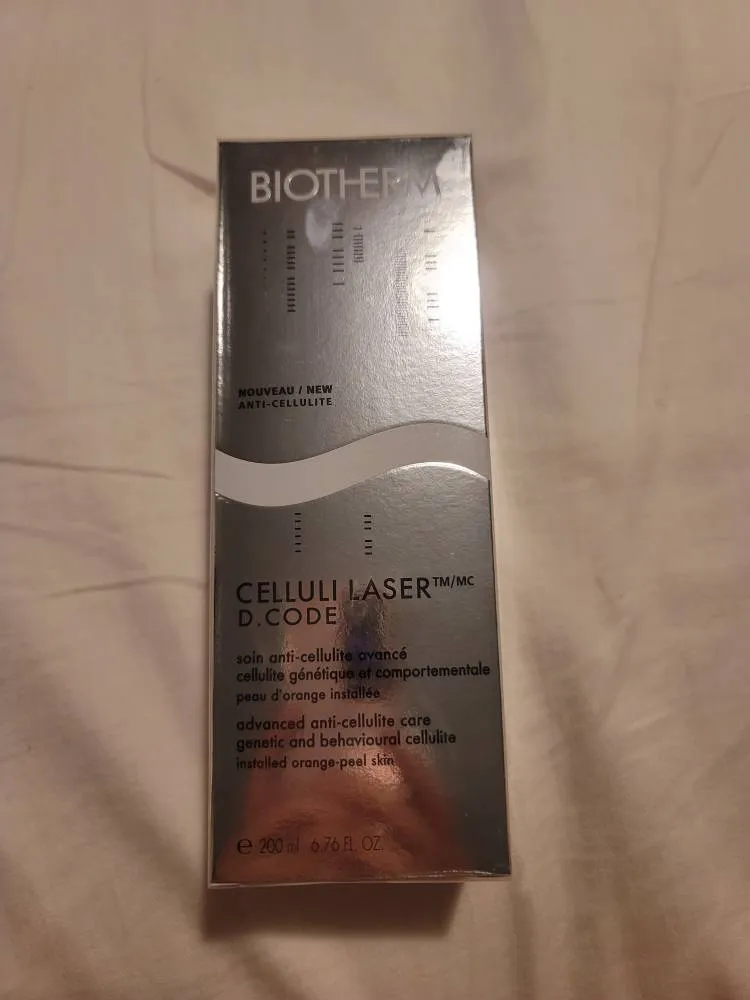 BIOTHERM
NOUVEAU / NEW
ANTI-CELLULITE
CELLULI LASER™/MC
D.CODE
soin anti-cellulite avancé
cellulite génétique et comportementale
peau d'orange installée
advanced anti-cellulite care
genetic and behavioural cellulite
installed orange-peel skin
e 200 ml 6.76 FL. OZ.